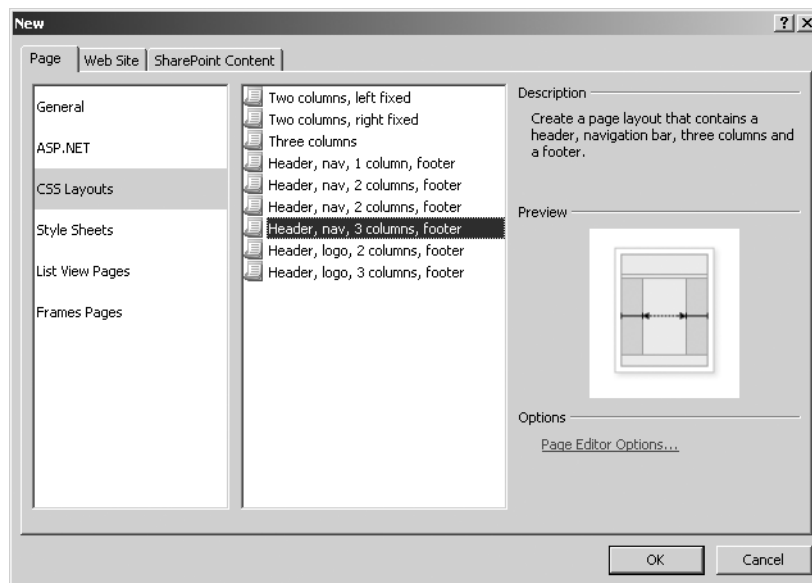 New
Page
Web Site
SharePoint Content
General
ASP.NET
CSS Layouts
Style Sheets
List View Pages
Frames Pages
Two columns, left fixed
Two columns, right fixed
Three columns
Header, nav, 1 column, footer
Header, nav, 2 columns, footer
Header, nav, 2 columns, footer
Header, nav, 3 columns, footer
Header, logo, 2 columns, footer
Header, logo, 3 columns, footer
Description
Create a page layout that contains a
header, navigation bar, three columns and
a footer.
Preview
Options
Page Editor Options...
OK
Cancel